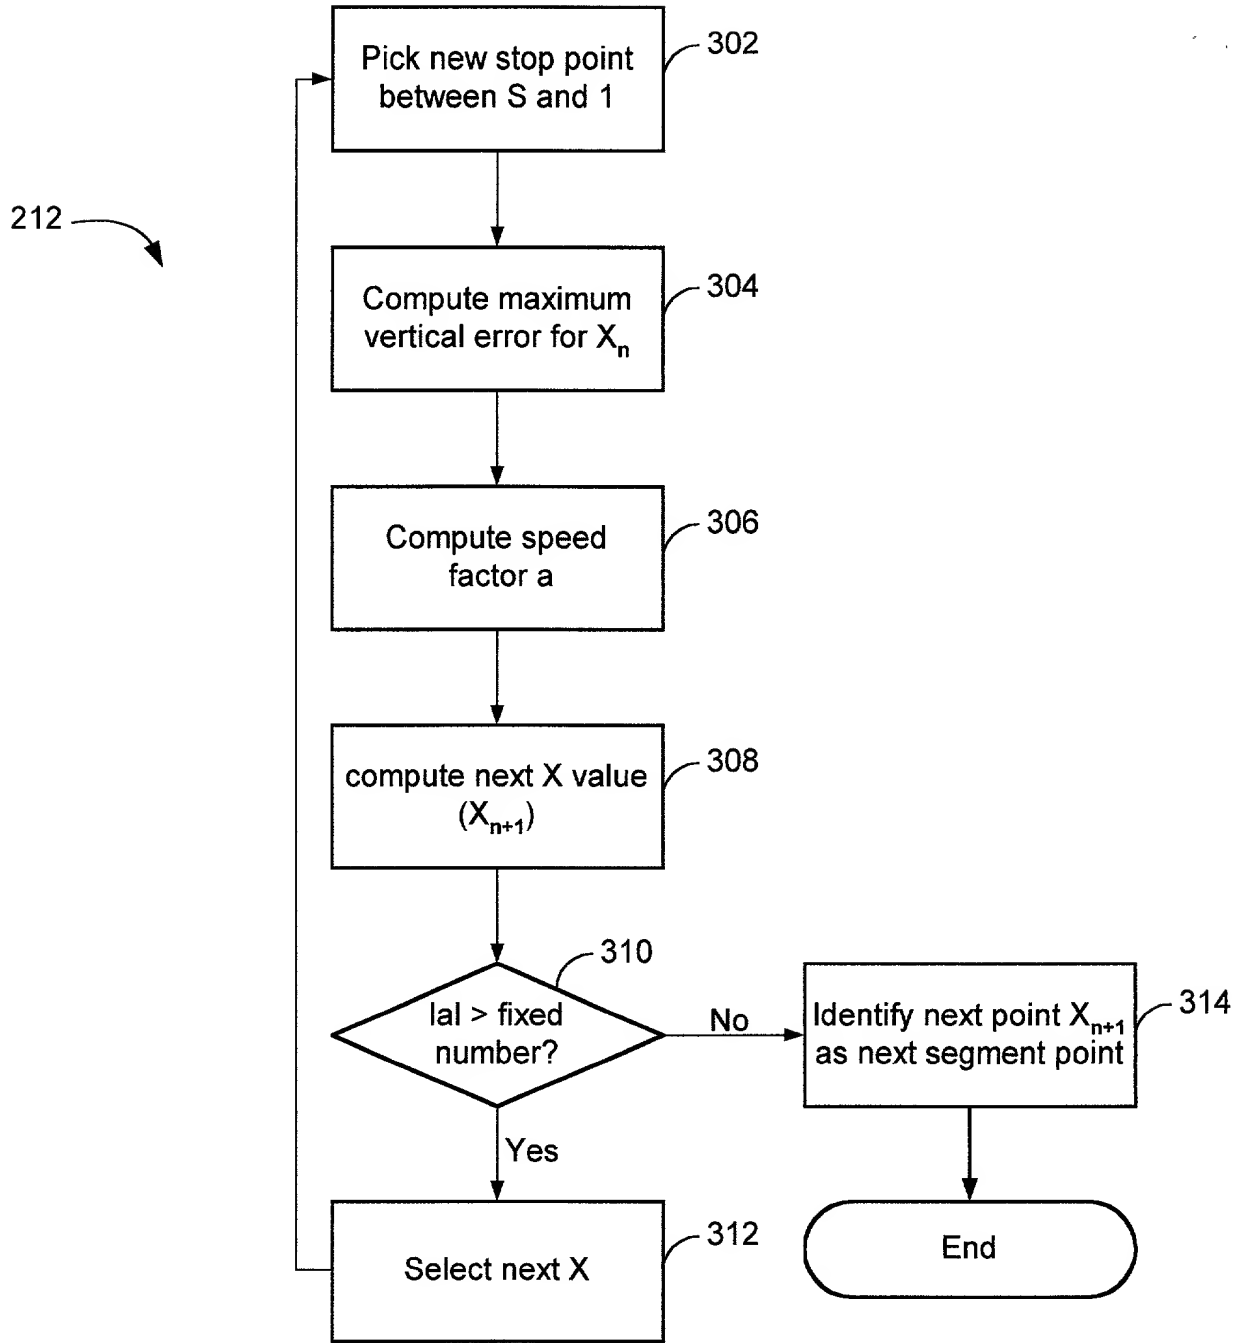 Pick new stop point
between S and 1
302
212
Compute maximum
vertical error for Xn
304
Compute speed
factor a
306
compute next X value
(Xn+1)
308
310
lal > fixed
number?
No
Identify next point Xn+1
as next segment point
314
Yes
Select next X
312
End